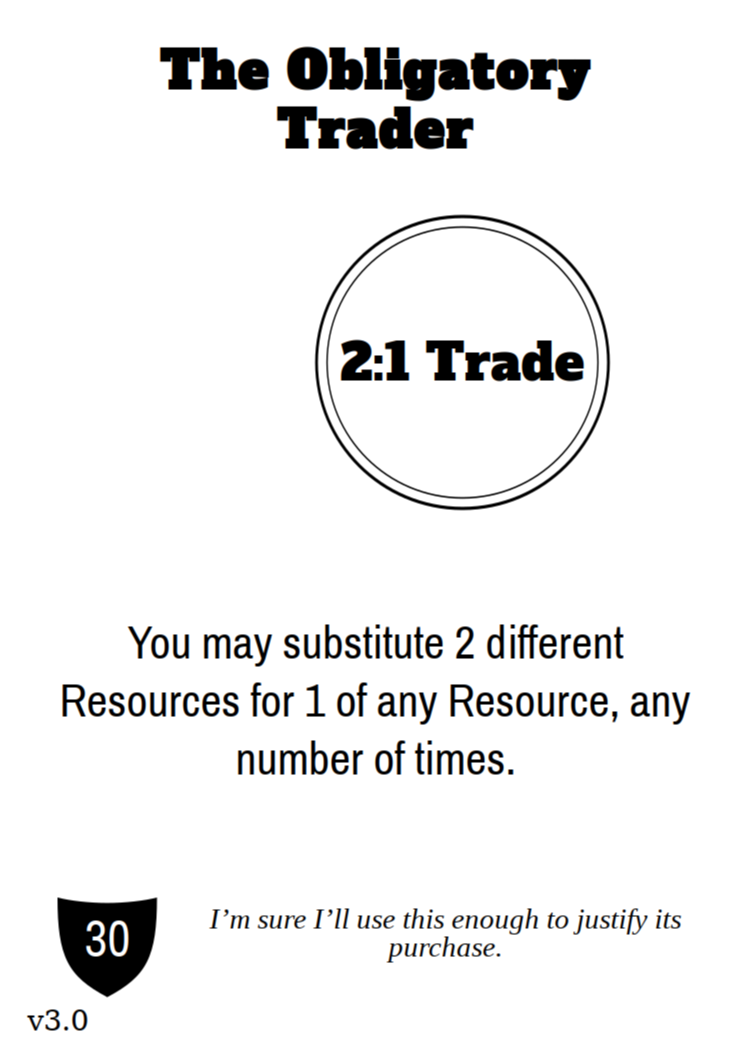 The Obligatory
Trader
2:1 Trade
You may substitute 2 different
Resources for 1 of any Resource, any
number of times.
30
I’m sure I’ll use this enough to justify its
purchase.
v3.0